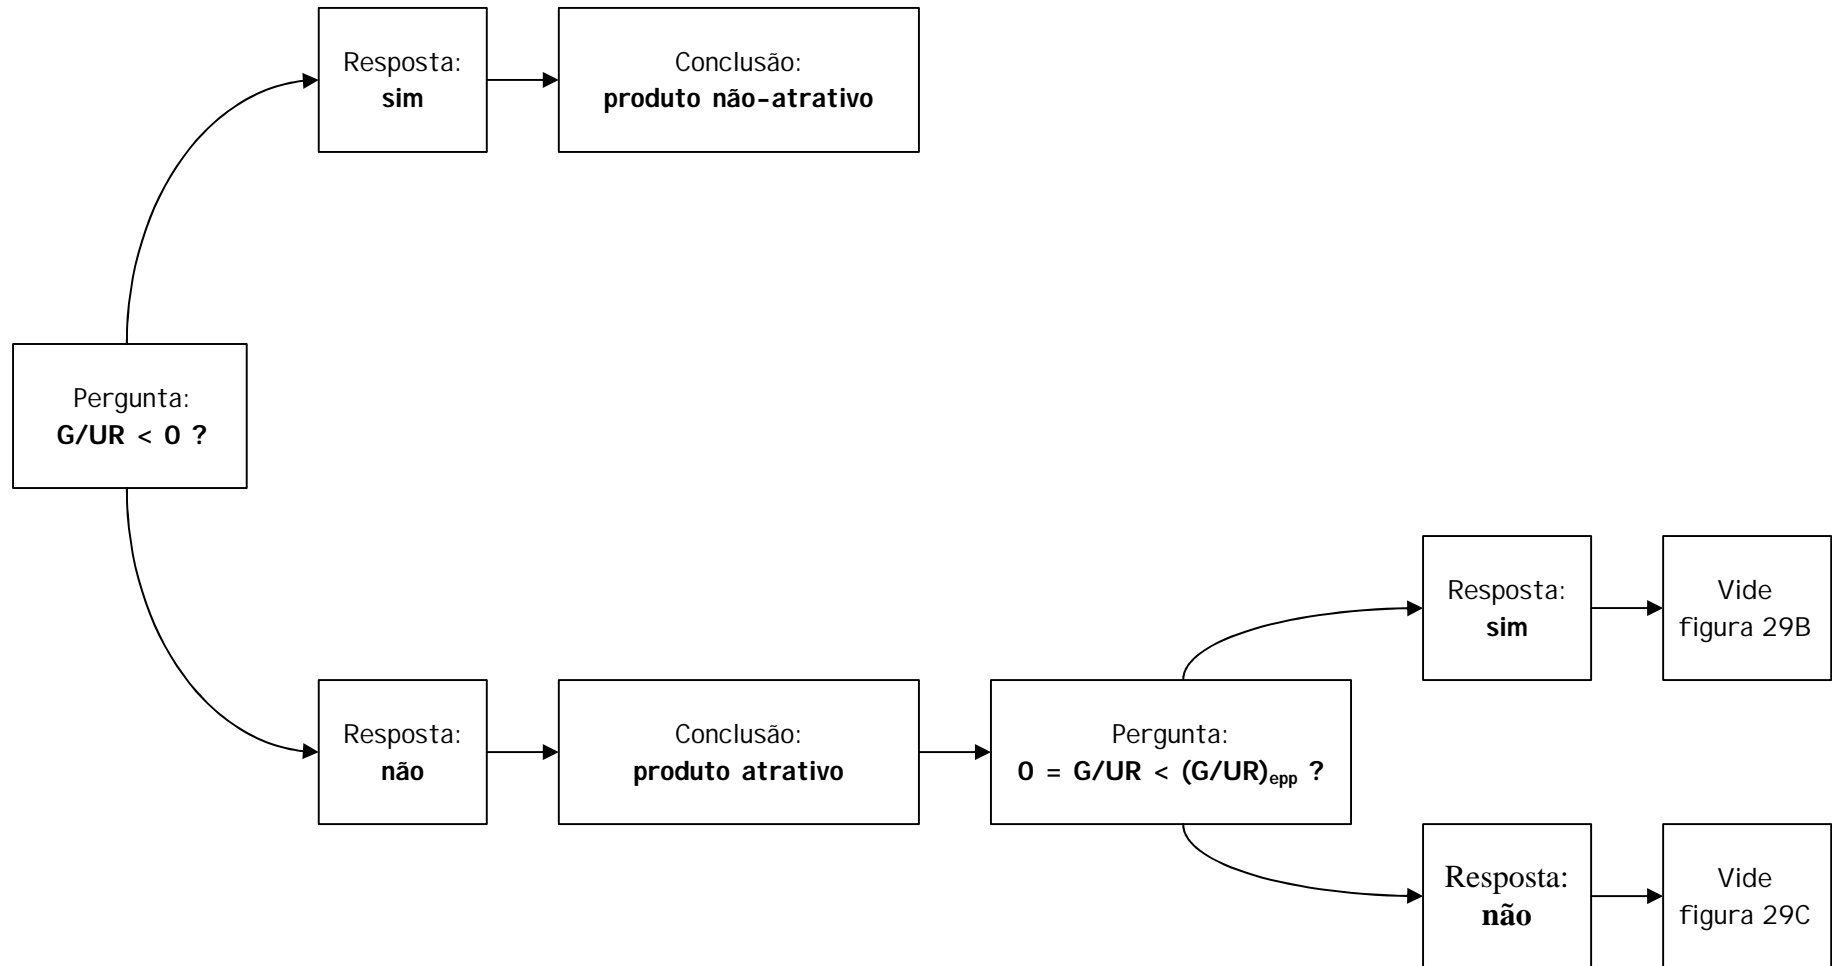 Resposta:
sim
Conclusão:
produto não-atrativo
Pergunta:
G/UR < 0 ?
Resposta:
não
Conclusão:
produto atrativo
Pergunta:
0 = G/UR < (G/UR)epp ?
Resposta:
sim
Vide
figura 29B
Resposta:
não
Vide
figura 29C